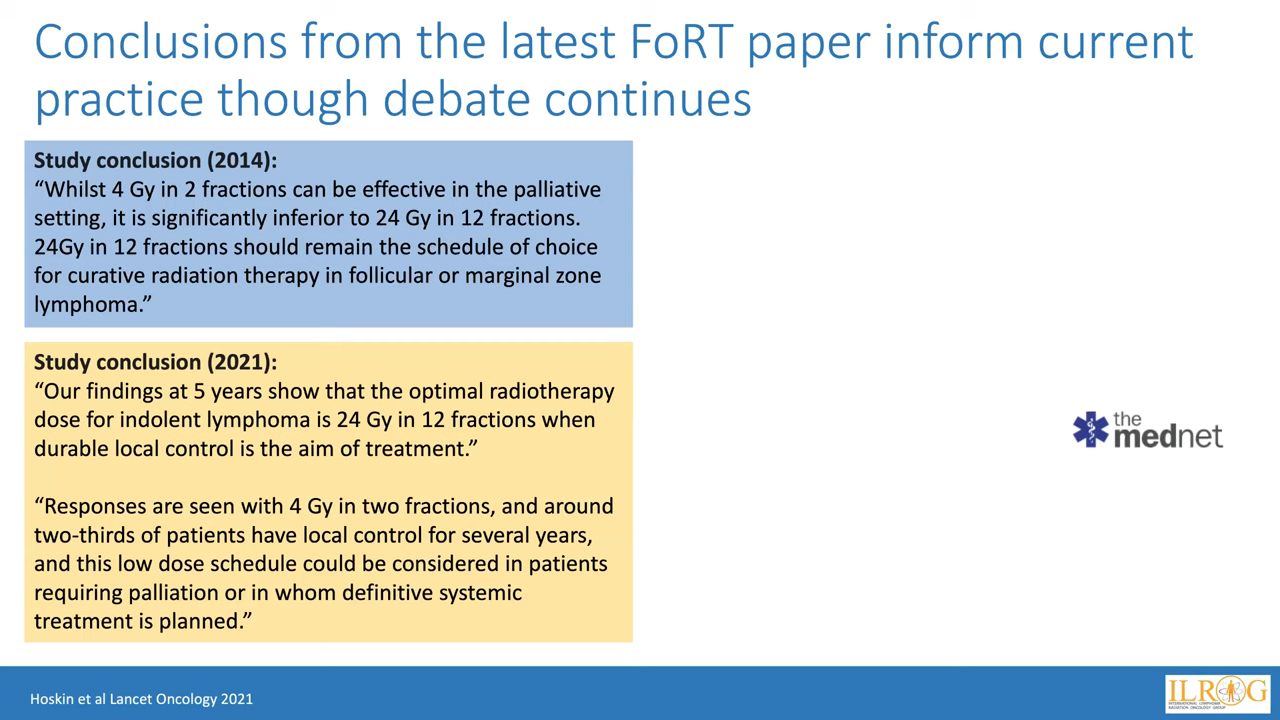 Conclusions from the latest FoRT paper inform current
practice though debate continues
Study conclusion (2014):
“Whilst 4 Gy in 2 fractions can be effective in the palliative
setting, it is significantly inferior to 24 Gy in 12 fractions.
24Gy in 12 fractions should remain the schedule of choice
for curative radiation therapy in follicular or marginal zone
lymphoma.”
Study conclusion (2021):
“Our findings at 5 years show that the optimal radiotherapy
dose for indolent lymphoma is 24 Gy in 12 fractions when
durable local control is the aim of treatment.”
“Responses are seen with 4 Gy in two fractions, and around
two-thirds of patients have local control for several years,
and this low dose schedule could be considered in patients
requiring palliation or in whom definitive systemic
treatment is planned.”
the
mednet
Hoskin et al Lancet Oncology 2021
ILROG
INTERNATIONAL LYMPHOMA
RADIATION ONCOLOGY GROUP